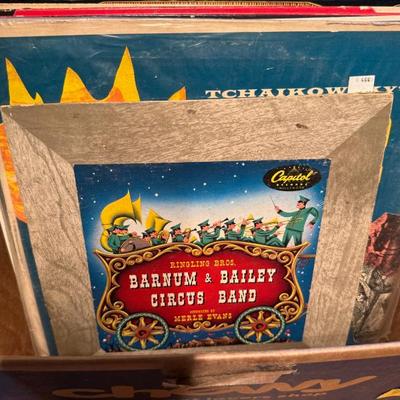 TCHAIKOWSKY
Capitol
RECORDS
RINGLING BROS.
BARNUM & BAILEY
CIRCUS BAND
CONDUCTED BY
MERLE EVANS